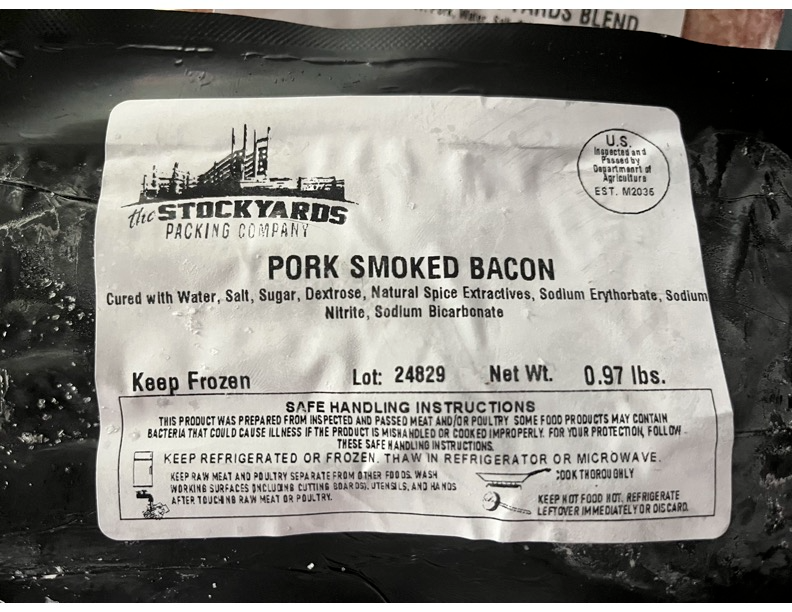 YARDS BLEND
the STOCKYARDS
PACKING COMPANY
U.S.
Inspected and
Passed by
Department of
Agriculture
EST. M2036
PORK SMOKED BACON
Cured with Water, Salt, Sugar, Dextrose, Natural Spice Extractives, Sodium Erythorbate, Sodium
Nitrite, Sodium Bicarbonate
Keep Frozen Lot: 24829 Net Wt. 0.97 lbs.
SAFE HANDLING INSTRUCTIONS
THIS PRODUCT WAS PREPARED FROM INSPECTED AND PASSED MEAT AND/OR POULTRY SOME FOOD PRODUCTS MAY CONTAIN
BACTERIA THAT COULD CAUSE ILLNESS IF THE PRODUCT IS MISHANDLED OR COOKED IMPROPERLY. FOR YOUR PROTECTION, FOLLOW
THESE SAFE HANDLING INSTRUCTIONS.
KEEP REFRIGERATED OR FROZEN. THAW IN REFRIGERATOR OR MICROWAVE.
KEEP RAW MEAT AND POULTRY SEPARATE FROM OTHER FOODS. WASH
WORKING SURFACES (INCLUDING CUTTING BOARDS), UTENSILS, AND HANDS
AFTER TOUCHING RAW MEAT OR POULTRY.
COOK THOROUGHLY
KEEP HOT FOOD HOT. REFRIGERATE
LEFTOVER IMMEDIATELY OR DISCARD.